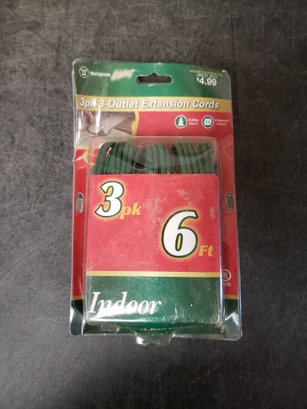 Westinghouse
$4.99
3pk 3-Outlet Extension Cords
3pk
6Ft
Indoor